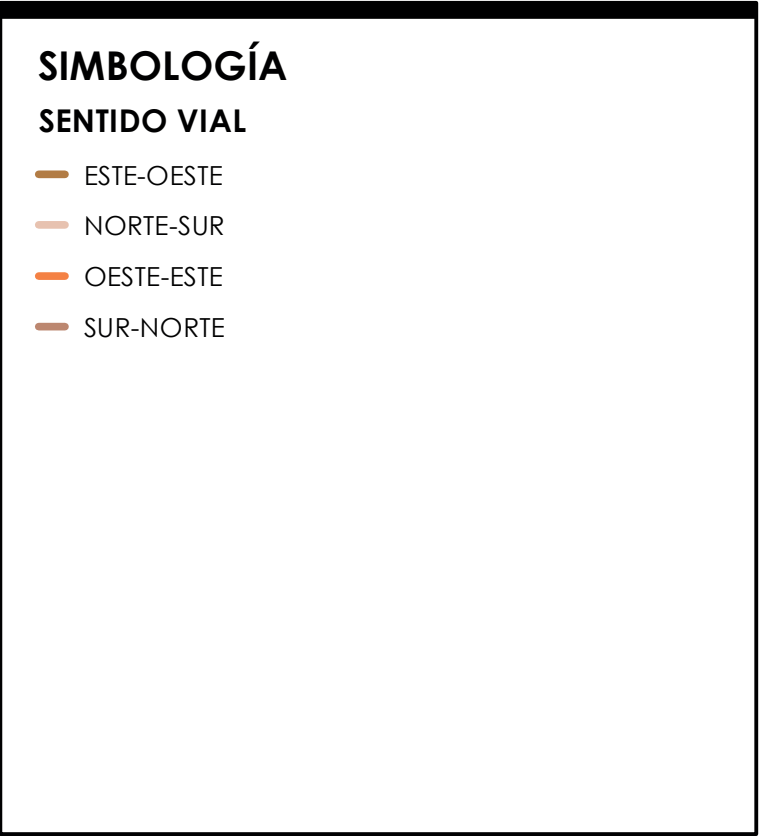 SIMBOLOGÍA
SENTIDO VIAL
ESTE-OESTE
NORTE-SUR
OESTE-ESTE
SUR-NORTE